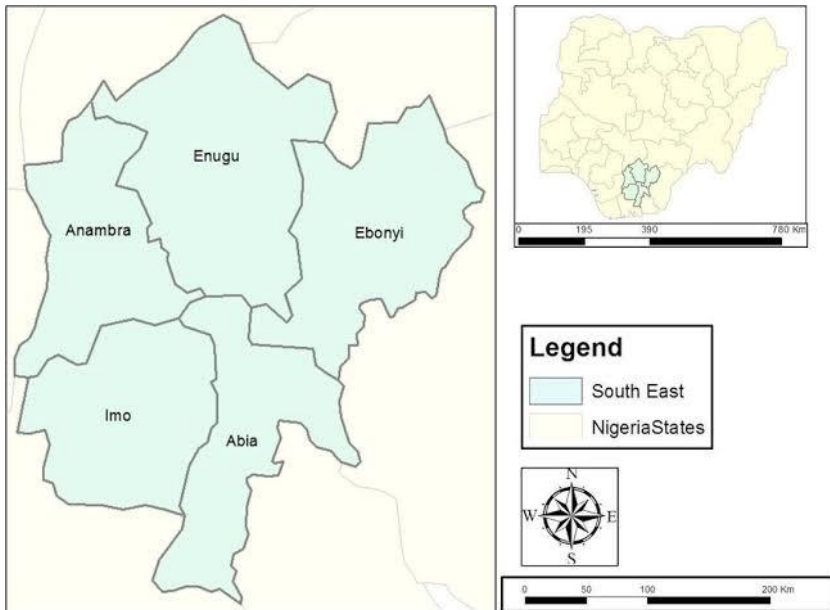 Enugu
Anambra
Ebonyi
Imo
Abia
0 195 390 780 Km
Legend
South East
NigeriaStates
N
W E
S
0 50 100 200 Km